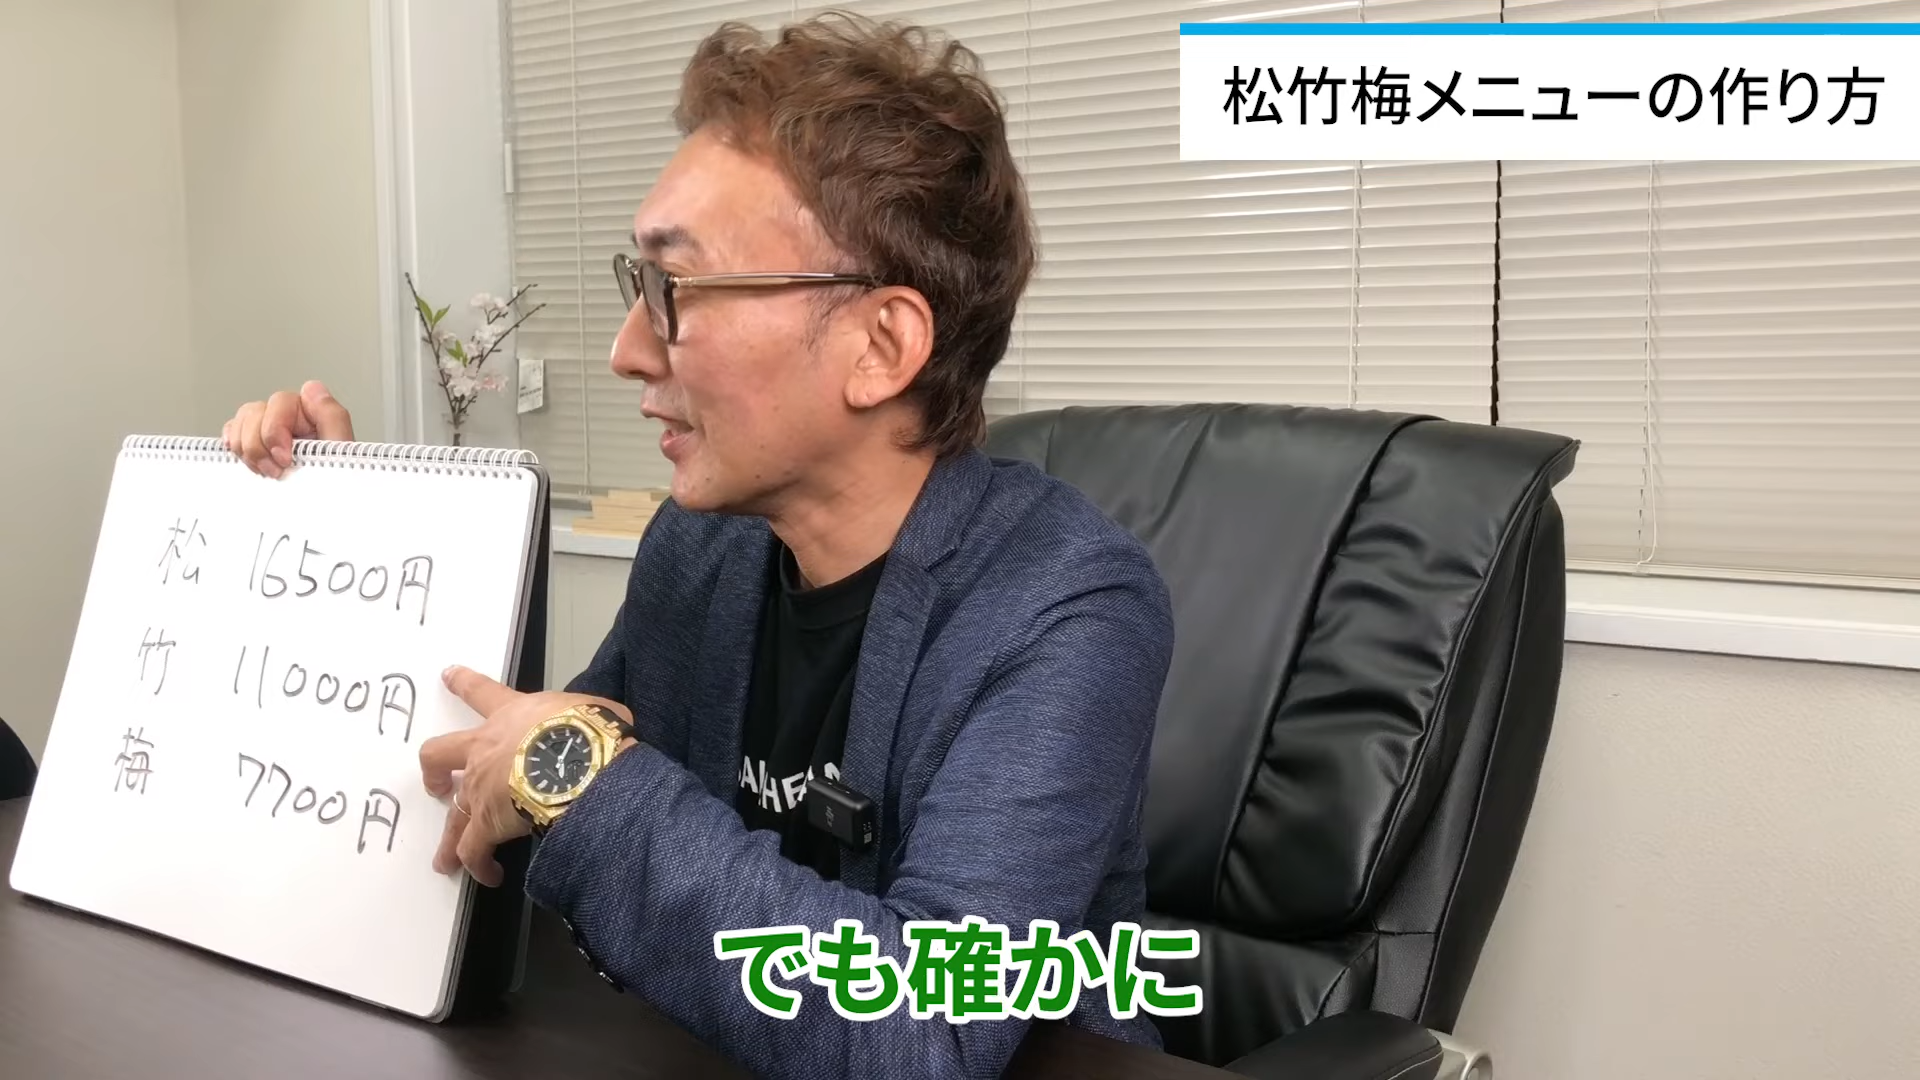 松竹梅メニューの作り方
松 16500円
竹 11000円
梅 7700円
でも確かに